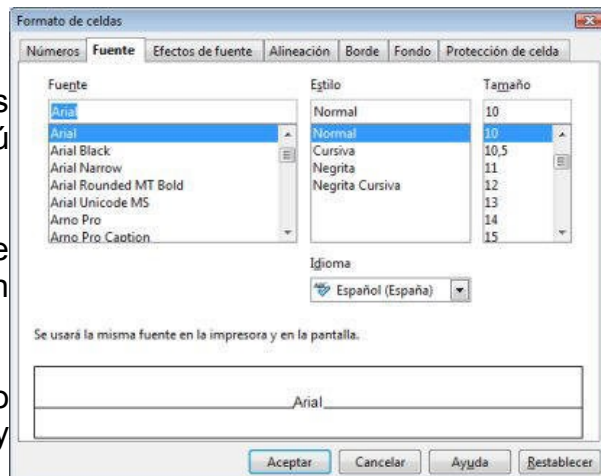 Formato de celdas
Números Fuente Efectos de fuente Alineación Borde Fondo Protección de celda
Fuente Estilo Tamaño
Arial Normal 10
Arial Normal 10
Arial Black Cursiva 10,5
Arial Narrow Negrita 11
Arial Rounded MT Bold Negrita Cursiva 12
Arial Unicode MS 13
Arno Pro 14
Arno Pro Caption 15
Idioma
Español (España)
Se usará la misma fuente en la impresora y en la pantalla.
Arial
Aceptar Cancelar Ayuda Restablecer